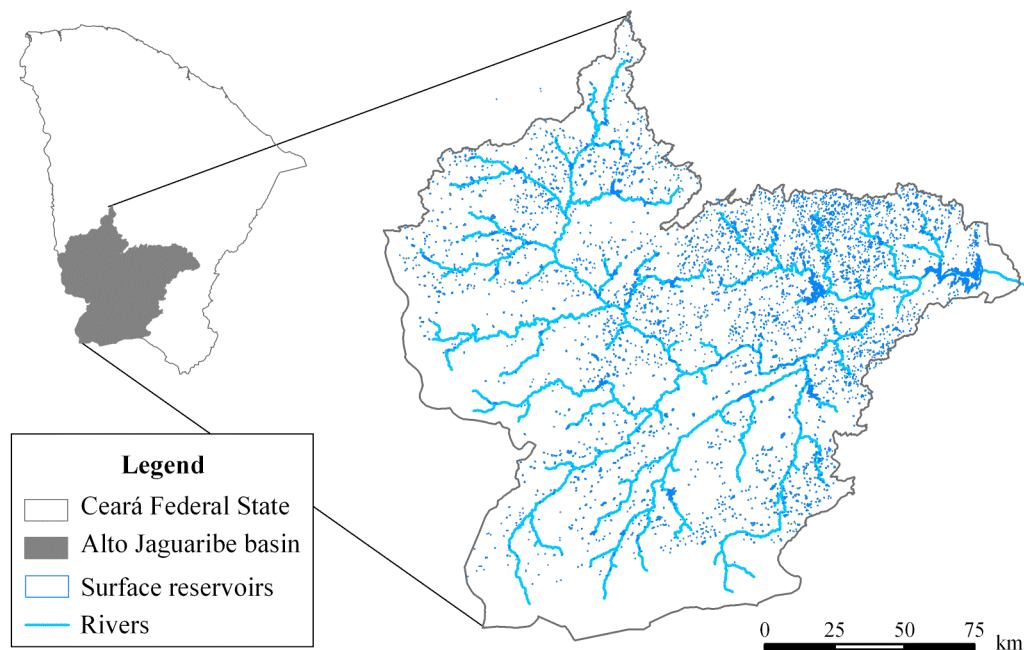 Legend
Ceará Federal State
Alto Jaguaribe basin
Surface reservoirs
Rivers
0 25 50 75
km